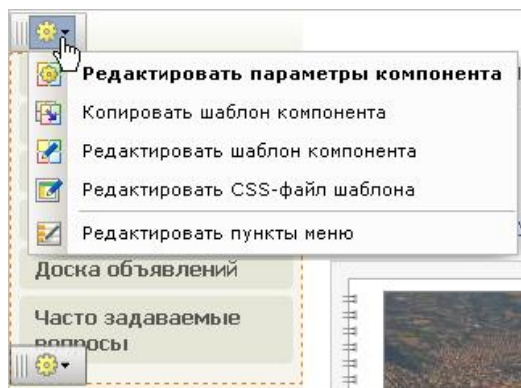 Редактировать параметры компонента
Копировать шаблон компонента
Редактировать шаблон компонента
Редактировать CSS-файл шаблона
Редактировать пункты меню
Доска объявлений
Часто задаваемые
вопросы